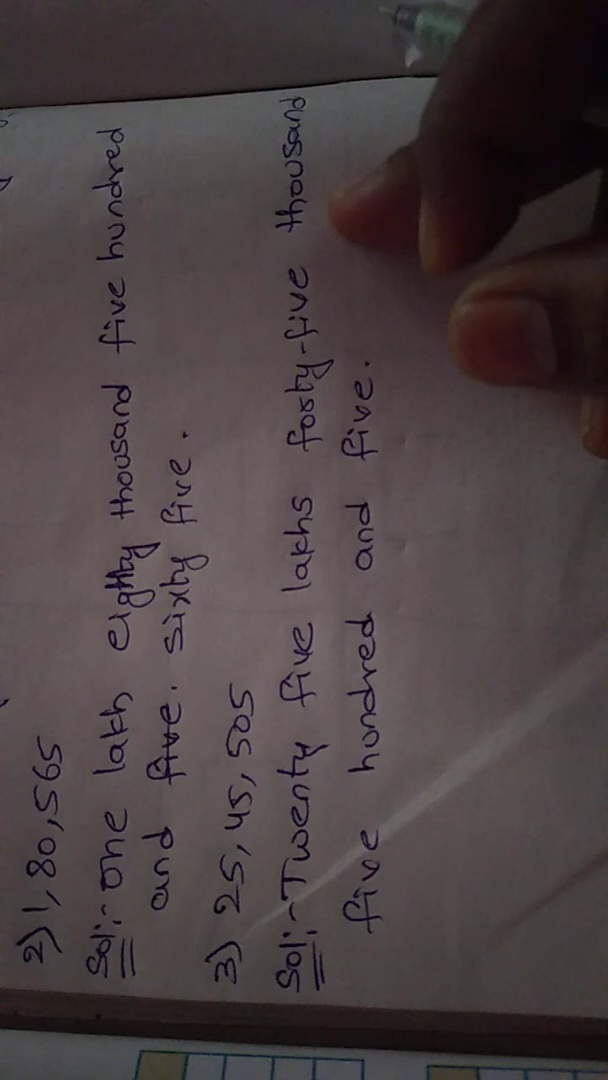 2) 1,80,565
Sol:- One lakh eighty thousand five hundred
and five. sixty five.
3) 25,45,505
Sol:- Twenty five lakhs forty-five thousand
five hundred and five.